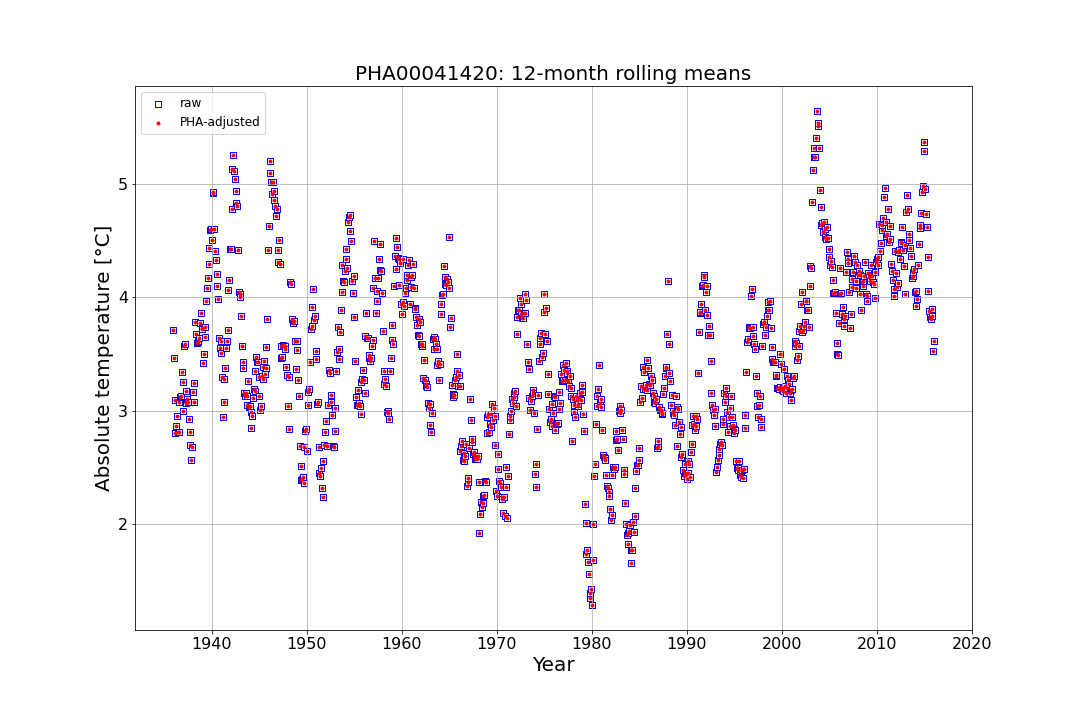 PHA00041420: 12-month rolling means
raw
PHA-adjusted
Absolute temperature [°C]
5
4
3
2
1940 1950 1960 1970 1980 1990 2000 2010 2020
Year